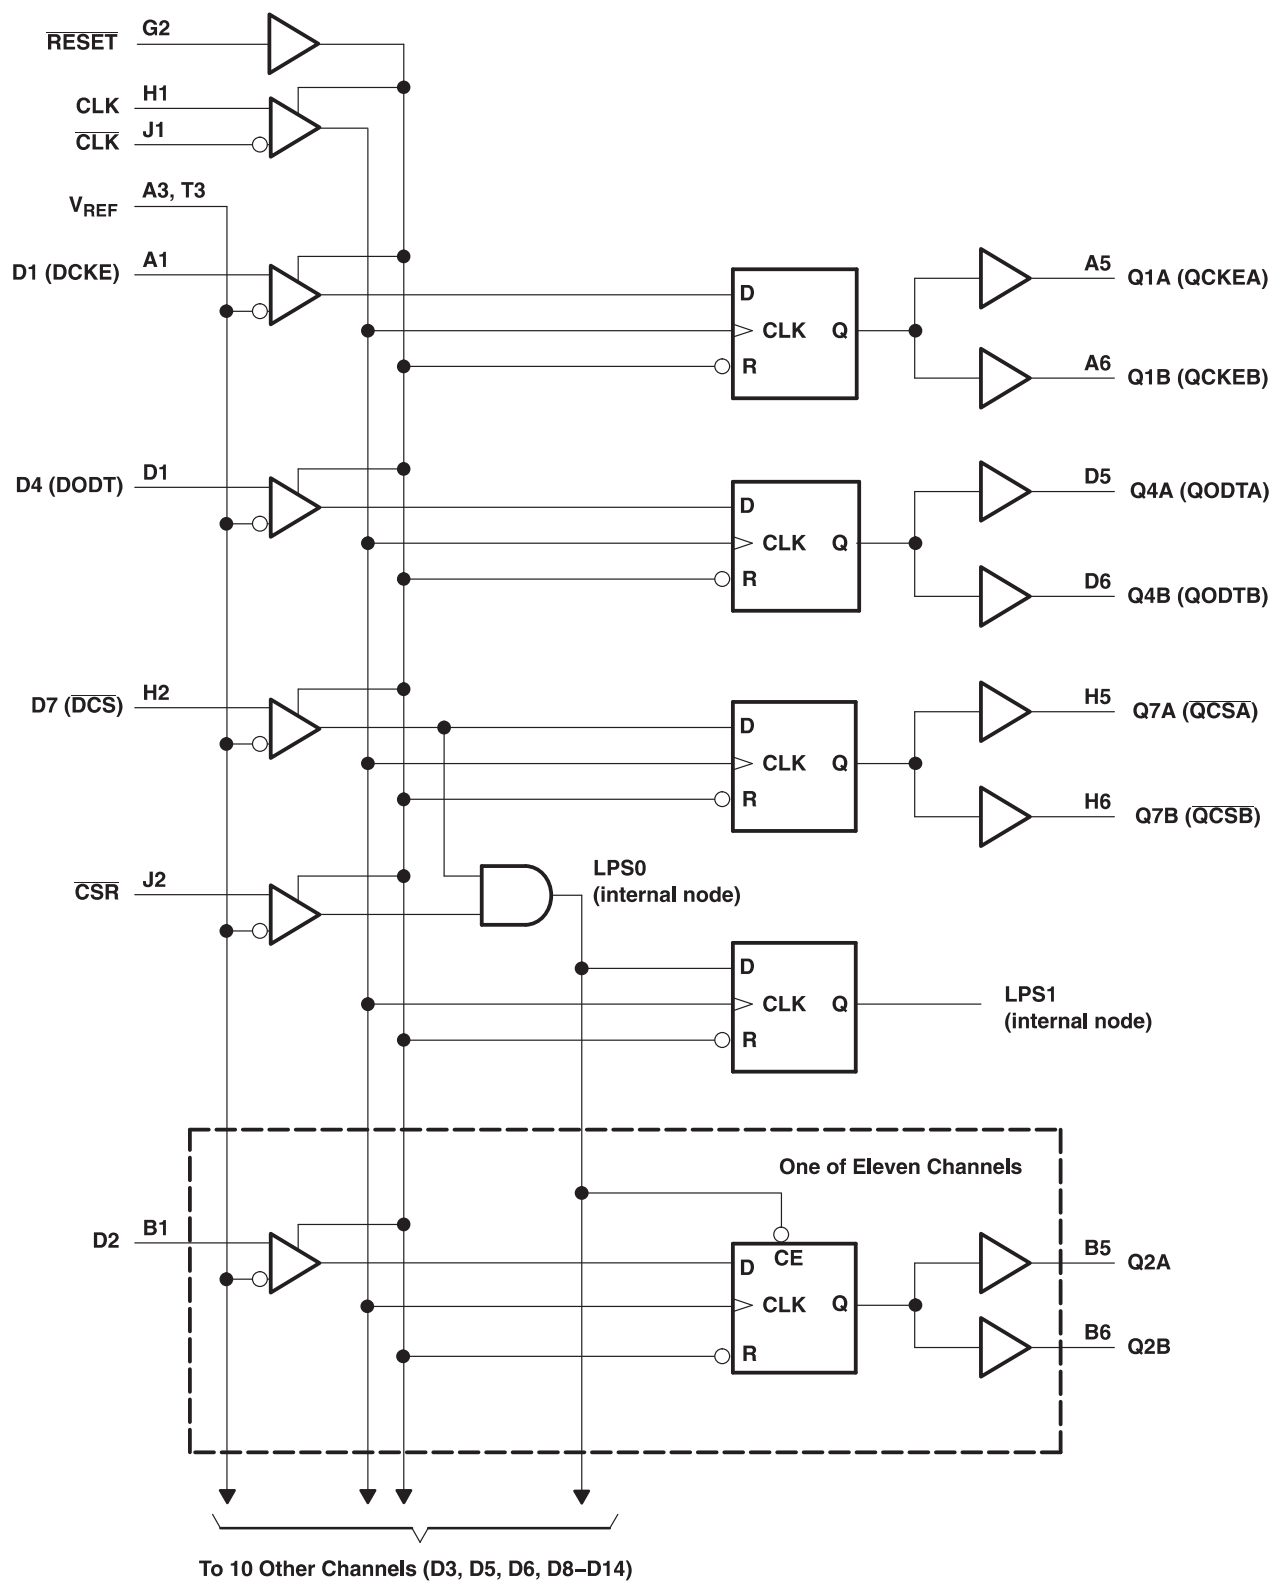 G2
RESET
CLK H1
CLK J1
VREF A3, T3
D1 (DCKE) A1
D
CLK Q
R
A5 Q1A (QCKEA)
A6 Q1B (QCKEB)
D4 (DODT) D1
D
CLK Q
R
D5 Q4A (QODTA)
D6 Q4B (QODTB)
D7 (DCS) H2
D
CLK Q
R
H5 Q7A (QCSA)
H6 Q7B (QCSB)
CSR J2
LPS0
(internal node)
D
CLK Q
R
LPS1
(internal node)
One of Eleven Channels
D2 B1
CE
D
CLK Q
R
B5 Q2A
B6 Q2B
To 10 Other Channels (D3, D5, D6, D8–D14)